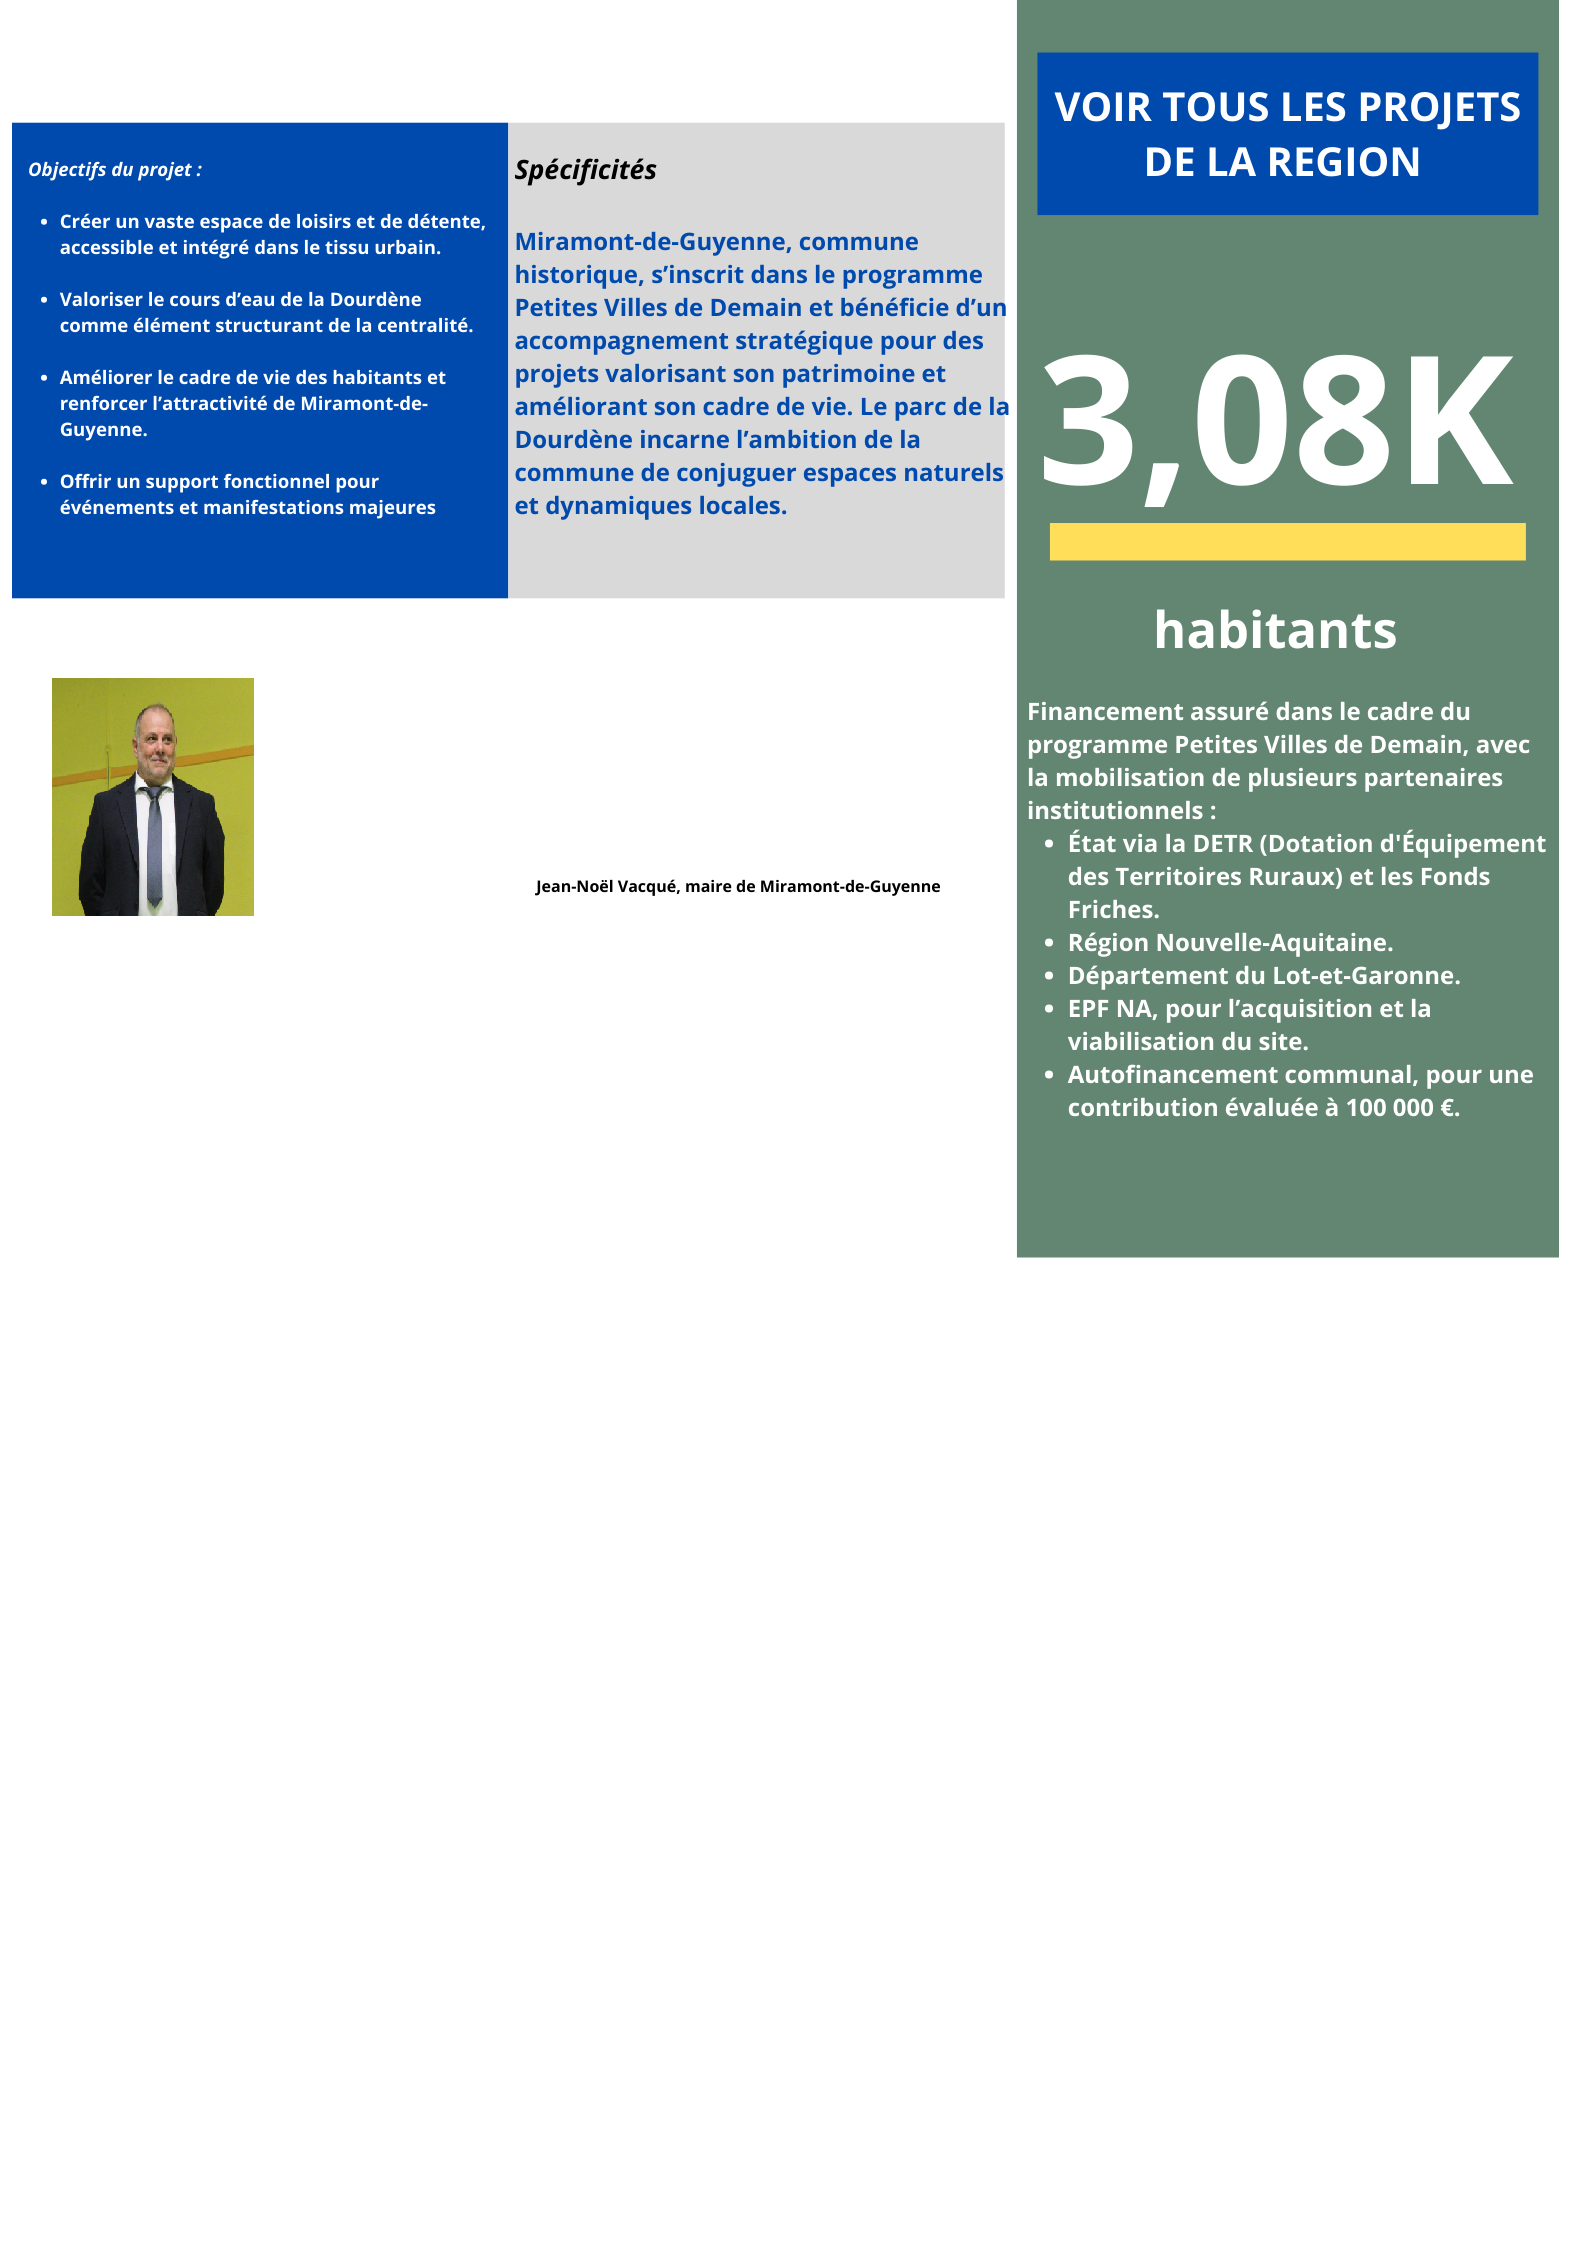 Objectifs du projet :
• Créer un vaste espace de loisirs et de détente,
accessible et intégré dans le tissu urbain.
• Valoriser le cours d’eau de la Dourdène
comme élément structurant de la centralité.
• Améliorer le cadre de vie des habitants et
renforcer l’attractivité de Miramont-de-
Guyenne.
• Offrir un support fonctionnel pour
événements et manifestations majeures
Spécificités
Miramont-de-Guyenne, commune
historique, s’inscrit dans le programme
Petites Villes de Demain et bénéficie d’un
accompagnement stratégique pour des
projets valorisant son patrimoine et
améliorant son cadre de vie. Le parc de la
Dourdène incarne l’ambition de la
commune de conjuguer espaces naturels
et dynamiques locales.
Jean-Noël Vacqué, maire de Miramont-de-Guyenne
VOIR TOUS LES PROJETS
DE LA REGION
3,08K
habitants
Financement assuré dans le cadre du
programme Petites Villes de Demain, avec
la mobilisation de plusieurs partenaires
institutionnels :
• État via la DETR (Dotation d'Équipement
des Territoires Ruraux) et les Fonds
Friches.
• Région Nouvelle-Aquitaine.
• Département du Lot-et-Garonne.
• EPF NA, pour l’acquisition et la
viabilisation du site.
• Autofinancement communal, pour une
contribution évaluée à 100 000 €.